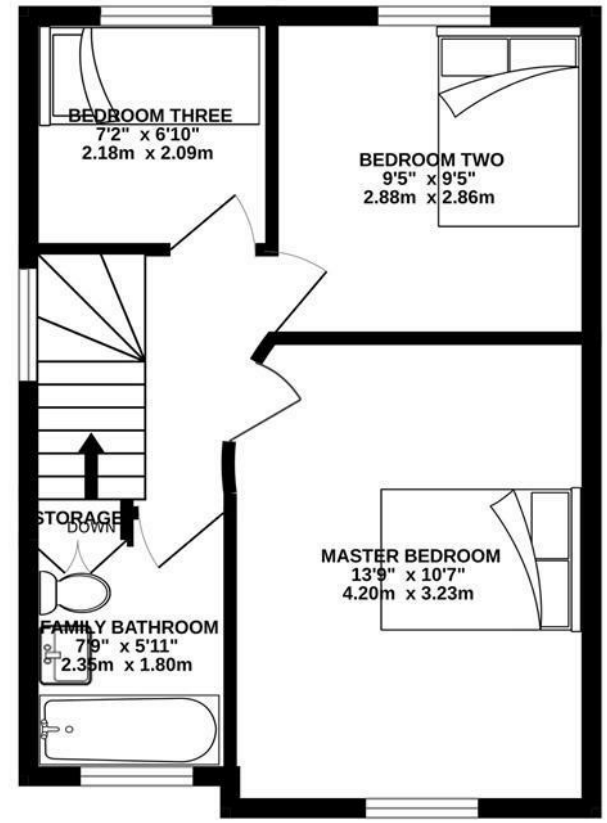 BEDROOM THREE
7'2" x 6'10"
2.18m x 2.09m
BEDROOM TWO
9'5" x 9'5"
2.88m x 2.86m
STORAGE
DOWN
MASTER BEDROOM
13'9" x 10'7"
4.20m x 3.23m
FAMILY BATHROOM
7'9" x 5'11"
2.35m x 1.80m